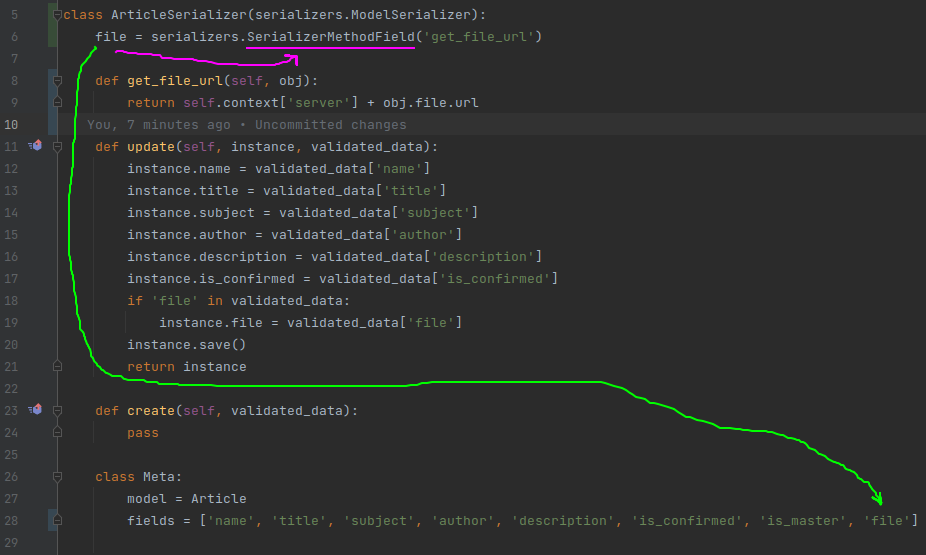 5 class ArticleSerializer(serializers.ModelSerializer):
6     file = serializers.SerializerMethodField('get_file_url')
7
8     def get_file_url(self, obj):
9         return self.context['server'] + obj.file.url
10    You, 7 minutes ago • Uncommitted changes
11     def update(self, instance, validated_data):
12         instance.name = validated_data['name']
13         instance.title = validated_data['title']
14         instance.subject = validated_data['subject']
15         instance.author = validated_data['author']
16         instance.description = validated_data['description']
17         instance.is_confirmed = validated_data['is_confirmed']
18         if 'file' in validated_data:
19             instance.file = validated_data['file']
20         instance.save()
21         return instance
22
23     def create(self, validated_data):
24         pass
25
26     class Meta:
27         model = Article
28         fields = ['name', 'title', 'subject', 'author', 'description', 'is_confirmed', 'is_master', 'file']
29